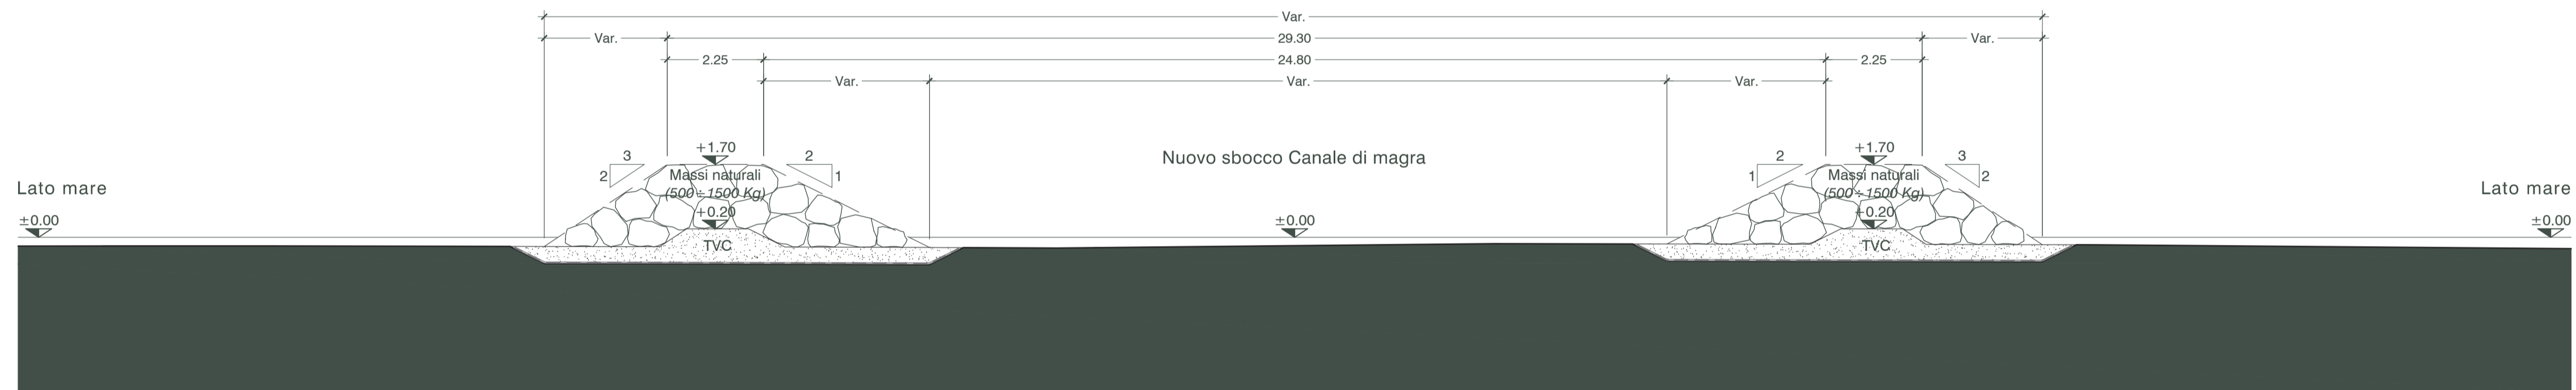 Var.
Var.
29.30
Var.
2.25
24.80
2.25
Var.
Var.
Var.
3
2
+1.70
2
1
Massi naturali
(500÷1500 Kg)
+0.20
TVC
Nuovo sbocco Canale di magra
2
1
+1.70
3
2
Massi naturali
(500÷1500 Kg)
+0.20
TVC
Lato mare
±0.00
±0.00
Lato mare
±0.00